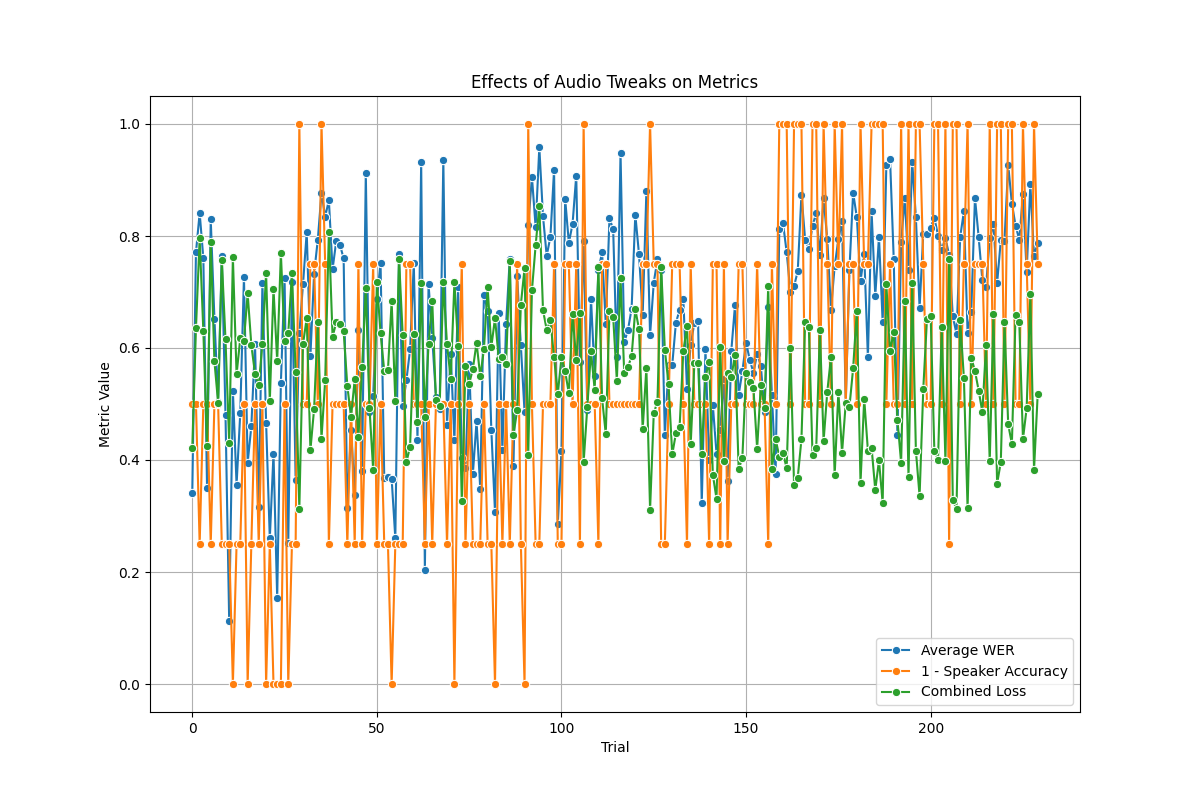 Effects of Audio Tweaks on Metrics
1.0
0.8
0.6
0.4
0.2
0.0
Metric Value
0
50
100
150
200
Trial
Average WER
1 - Speaker Accuracy
Combined Loss